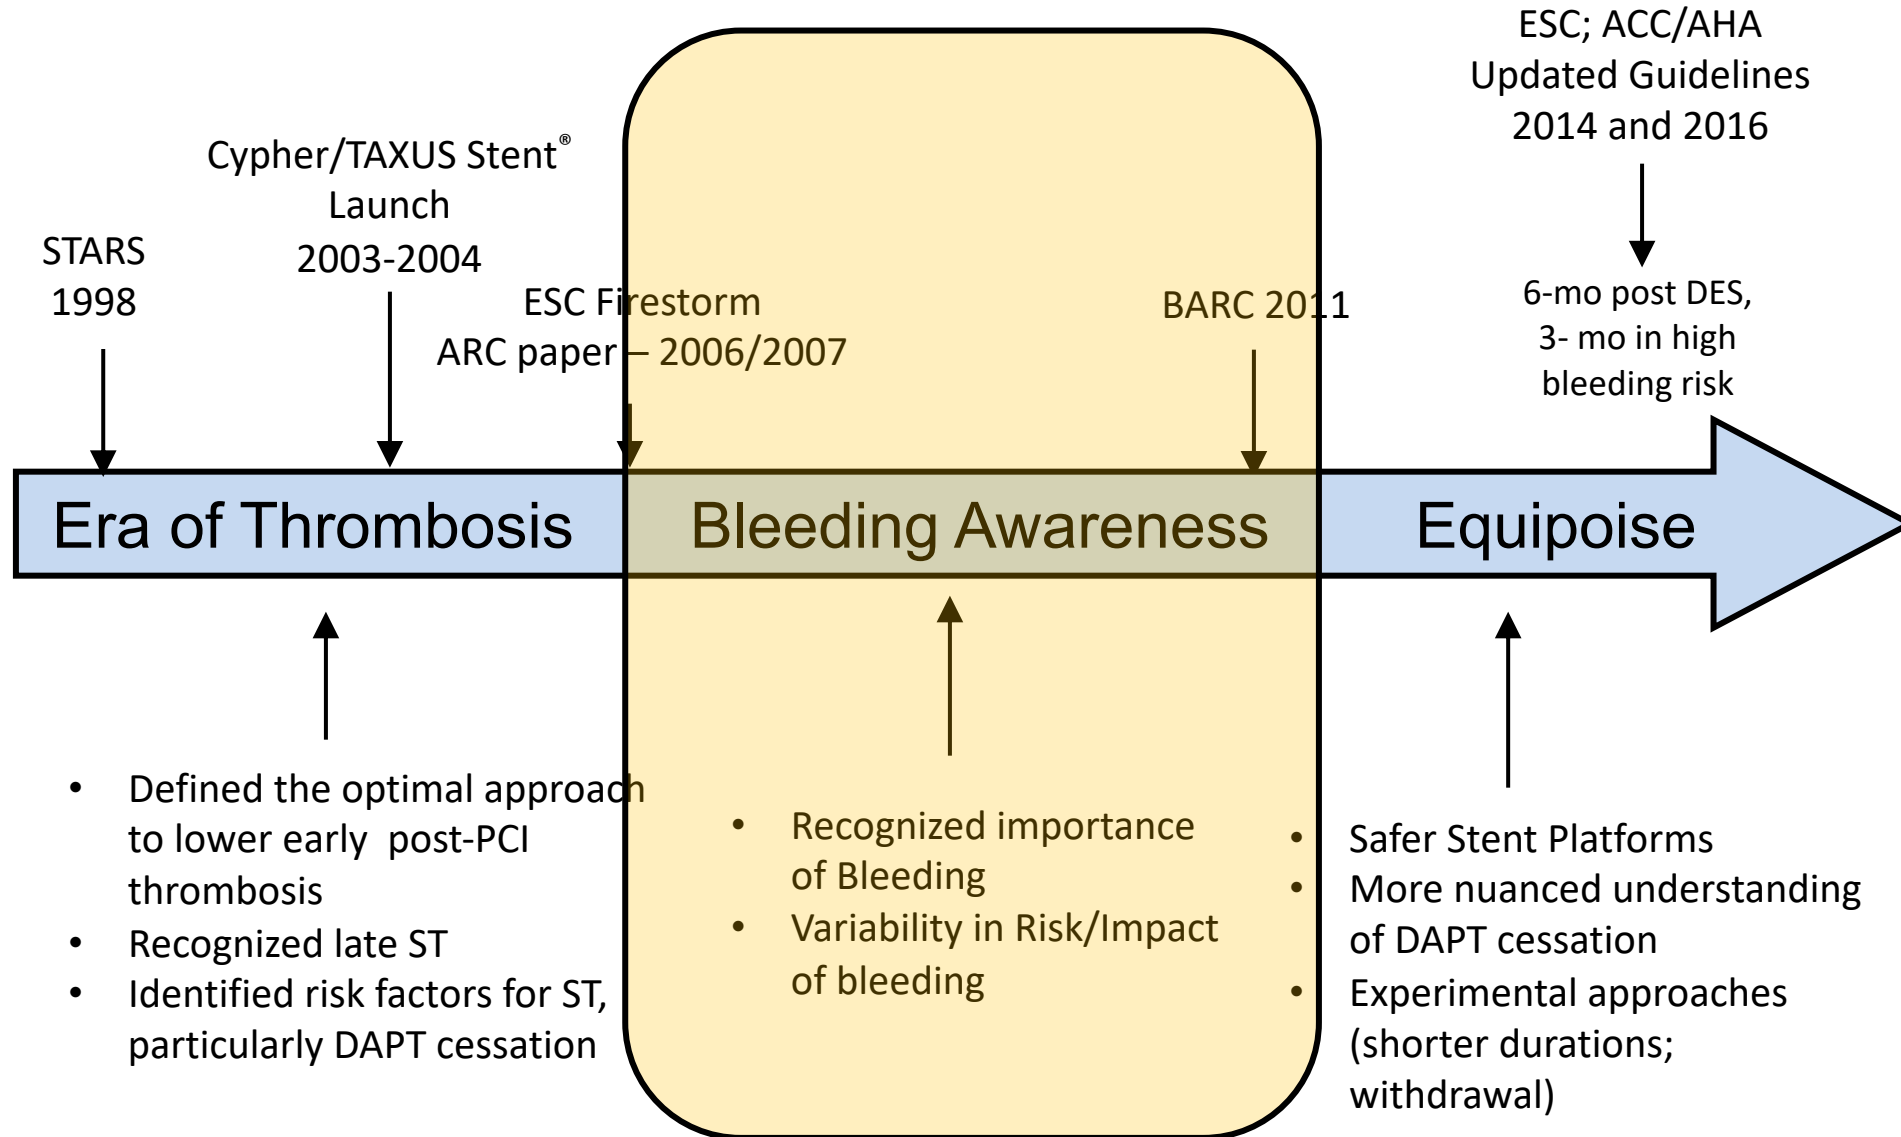 STARS
1998
Cypher/TAXUS Stent®
Launch
2003-2004
ESC Firestorm
ARC paper – 2006/2007
BARC 2011
ESC; ACC/AHA
Updated Guidelines
2014 and 2016
6-mo post DES,
3- mo in high
bleeding risk
Era of Thrombosis
Bleeding Awareness
Equipoise
• Defined the optimal approach
to lower early post-PCI
thrombosis
• Recognized late ST
• Identified risk factors for ST,
particularly DAPT cessation
• Recognized importance
of Bleeding
• Variability in Risk/Impact
of bleeding
• Safer Stent Platforms
• More nuanced understanding
of DAPT cessation
• Experimental approaches
(shorter durations;
withdrawal)